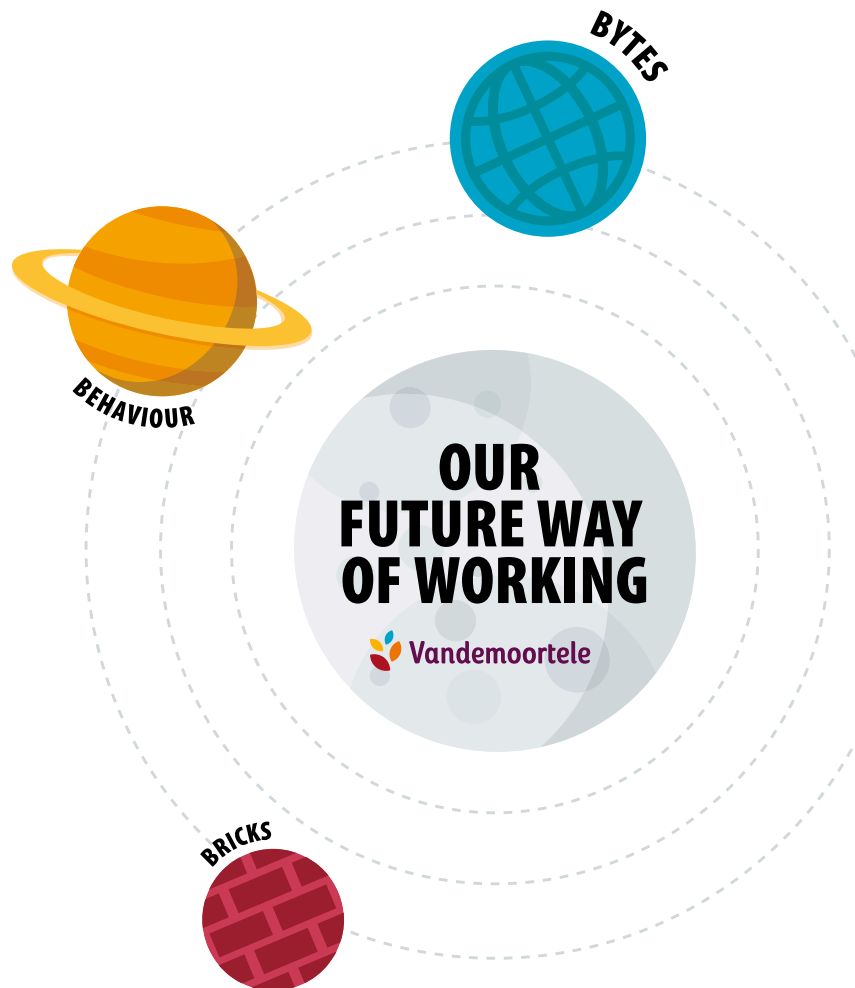 BYTES
BEHAVIOUR
OUR
FUTURE WAY
OF WORKING
Vandemoortele
BRICKS